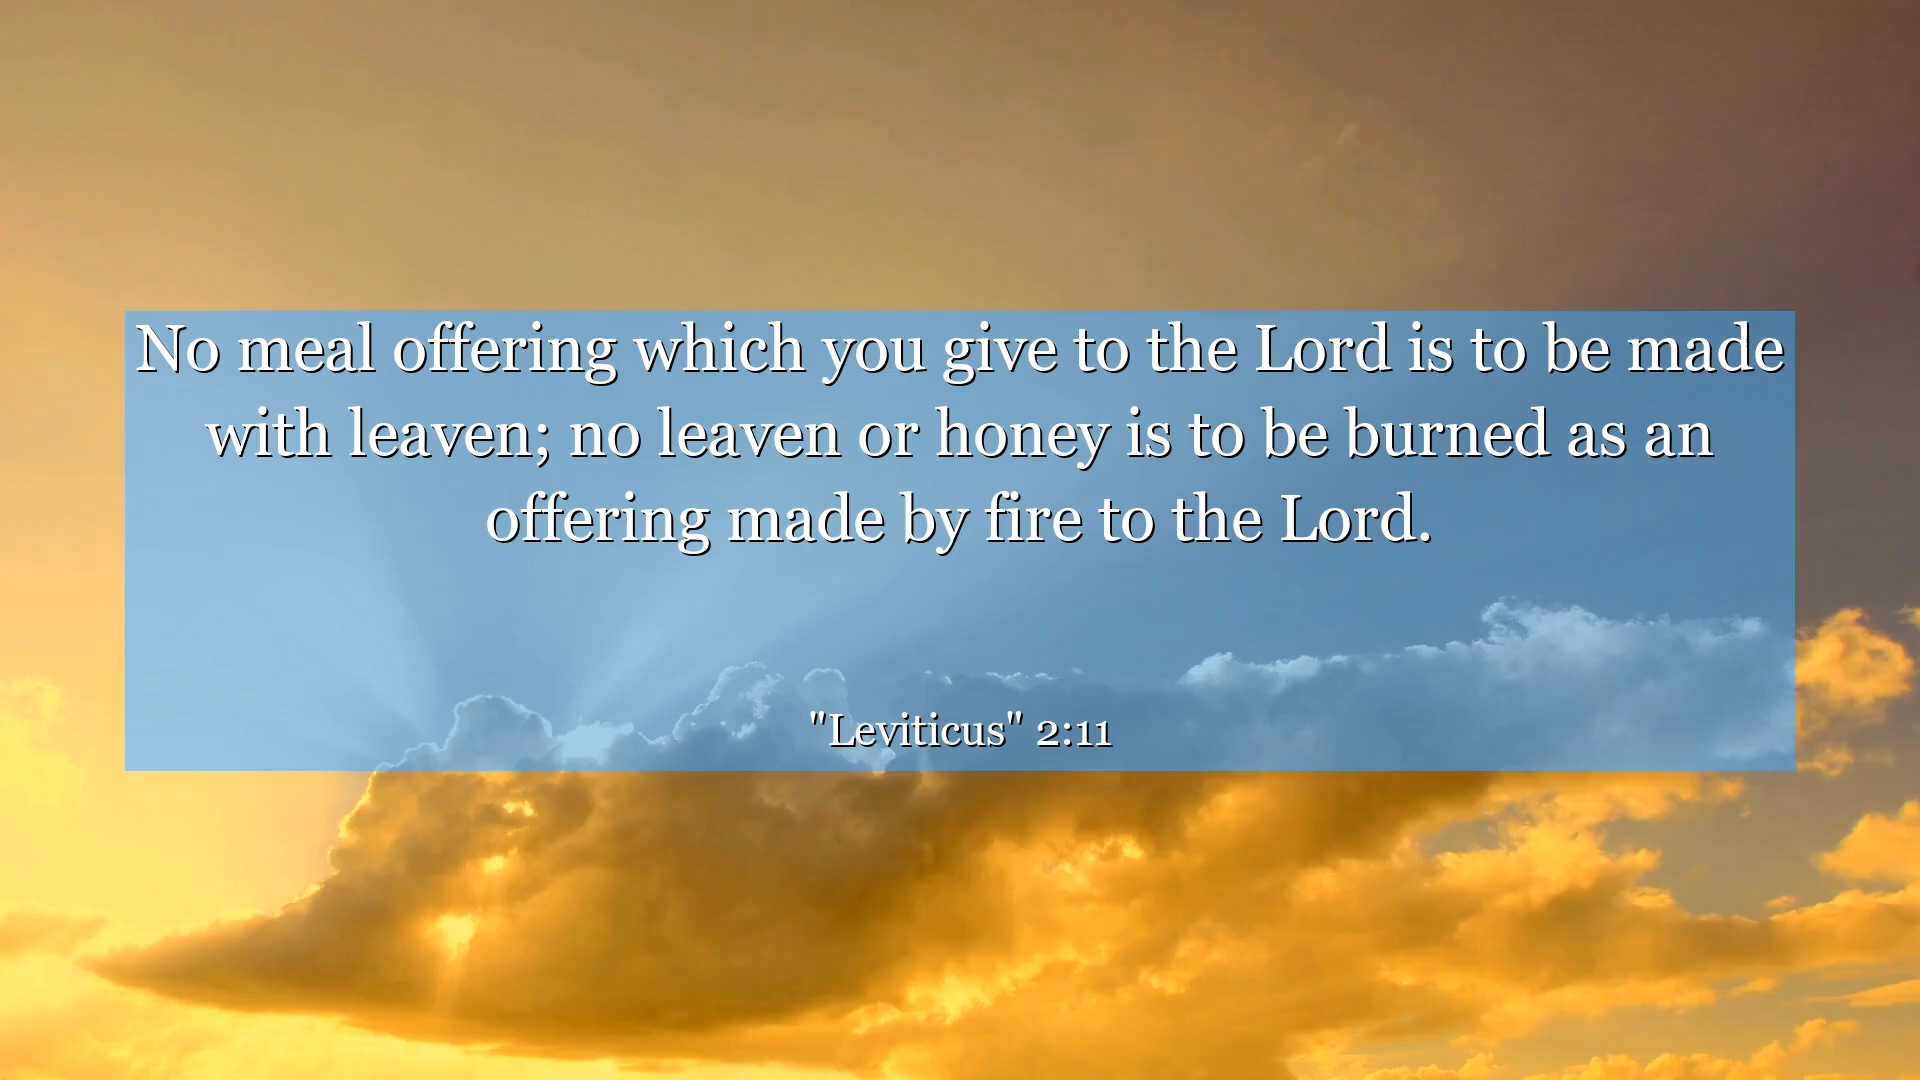 No meal offering which you give to the Lord is to be made
with leaven; no leaven or honey is to be burned as an
offering made by fire to the Lord.
"Leviticus" 2:11